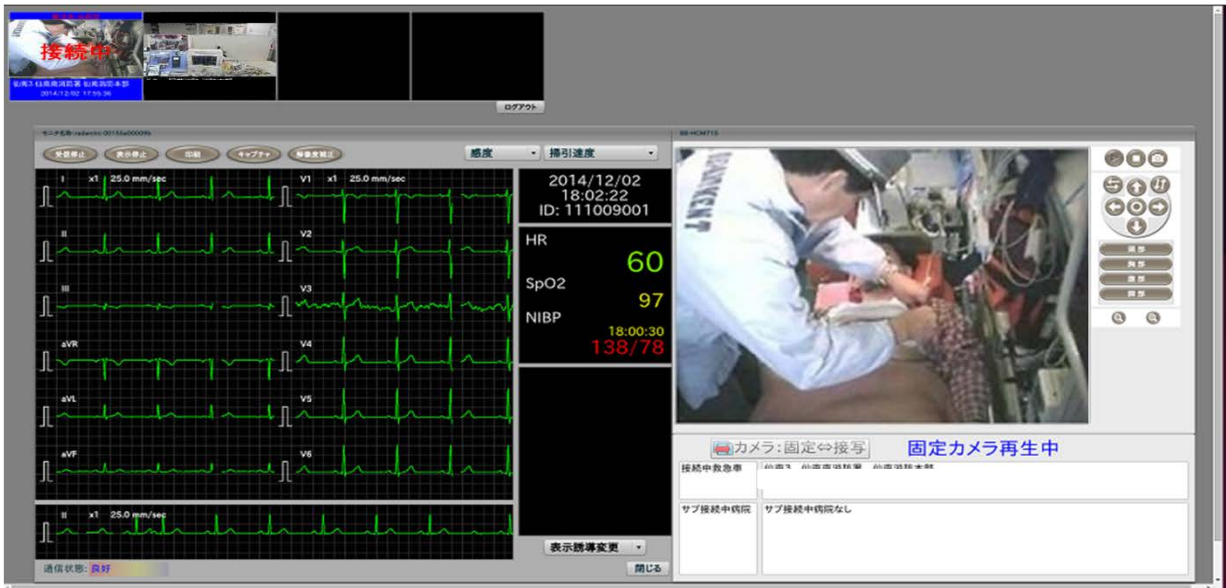 接続中
2014/12/02 17:55:36
ログアウト
BB-HCM715
受信停止
表示停止
印刷
キャプチャ
感度
掃引速度
I x1 25.0 mm/sec
V1 x1 25.0 mm/sec
II
V2
III
V3
aVR
V4
aVL
V5
aVF
V6
II x1 25.0 mm/sec
2014/12/02
18:02:22
ID: 111009001
HR
60
SpO2
97
NIBP
18:00:30
138/78
表示誘導変更
通信状態: 良好
閉じる
カメラ:固定⇔接写
固定カメラ再生中
接続中救急車
サブ接続中病院
サブ接続中病院なし